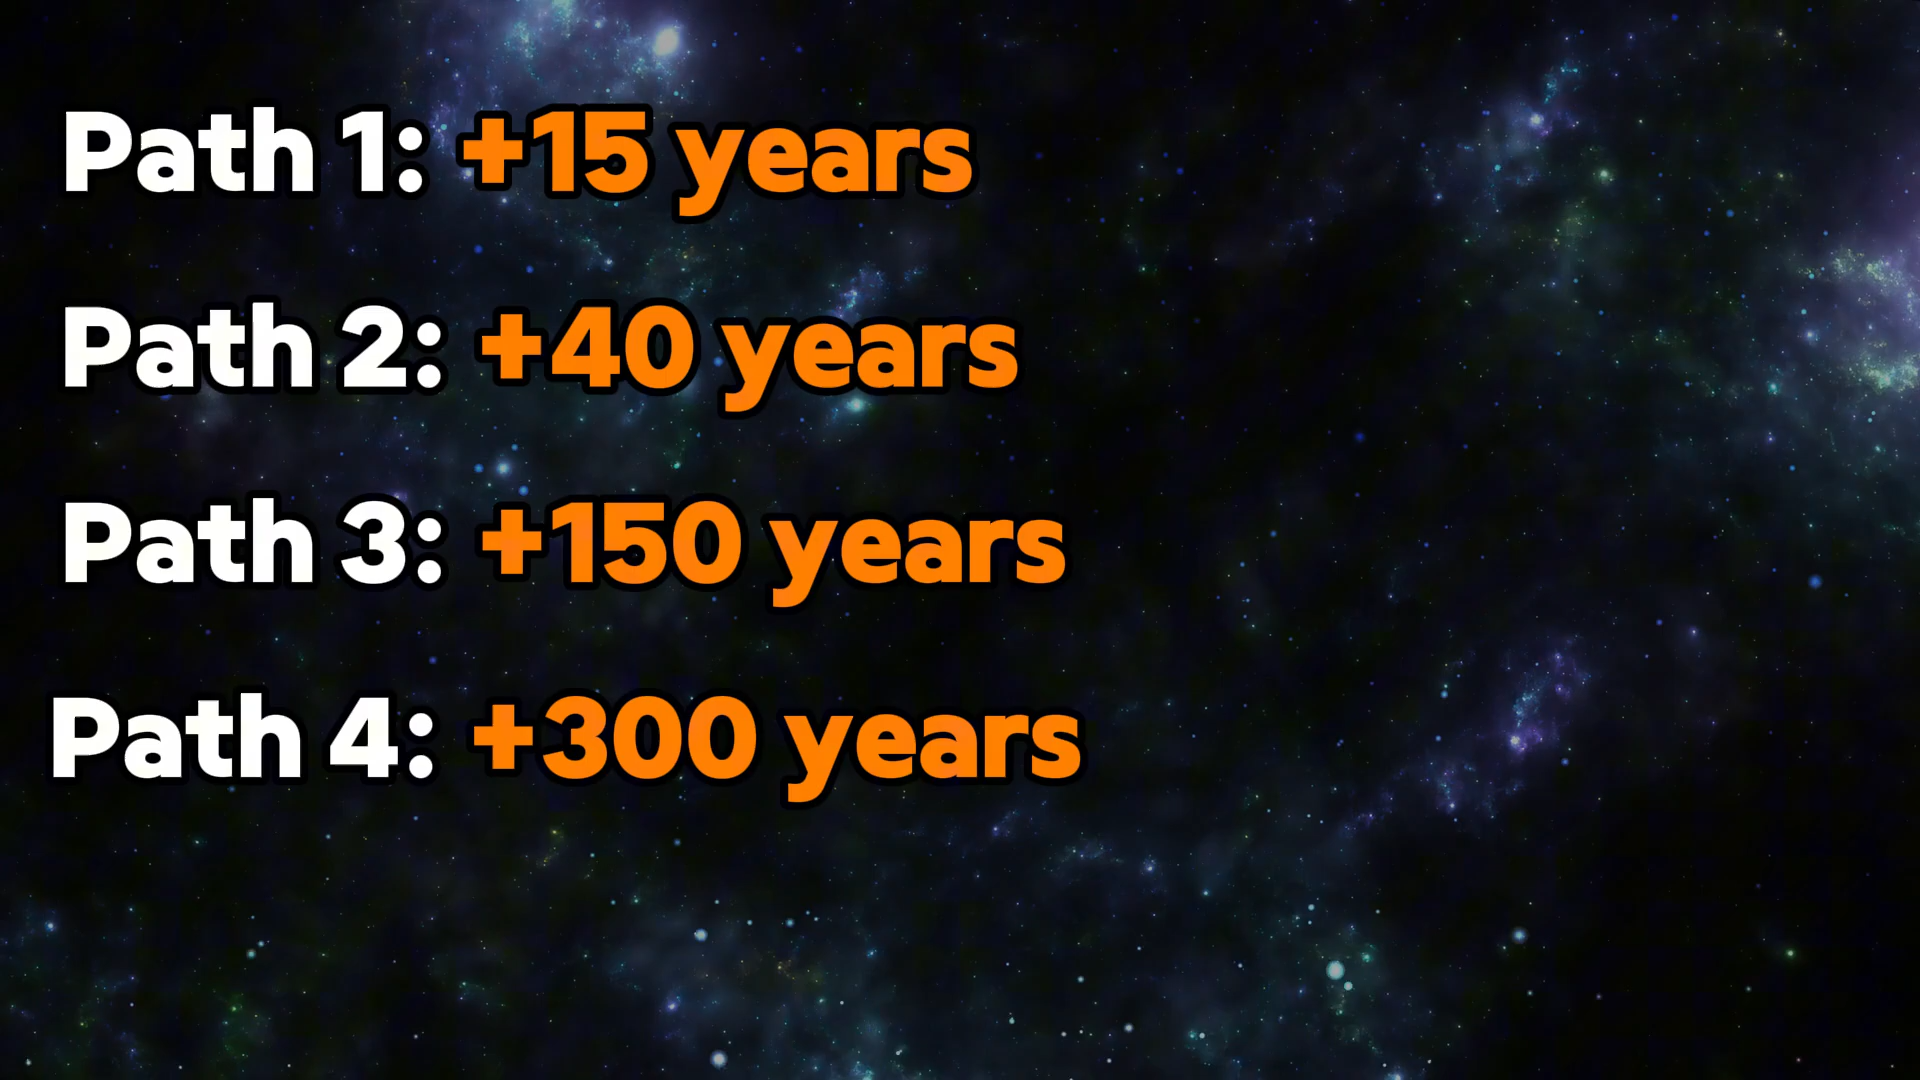 Path 1: +15 years
Path 2: +40 years
Path 3: +150 years
Path 4: +300 years